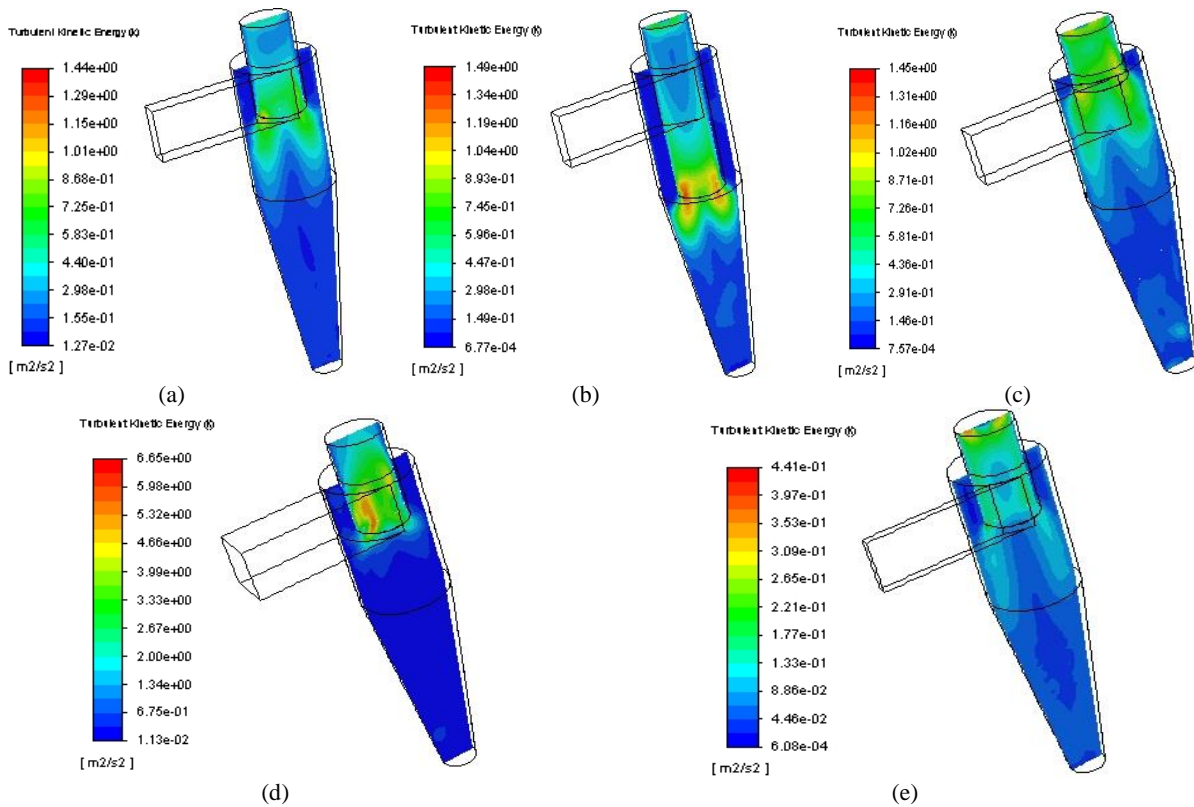 Turbulent Kinetic Energy (k)
1.44e+00
1.29e+00
1.15e+00
1.01e+00
8.68e-01
7.25e-01
5.83e-01
4.40e-01
2.98e-01
1.55e-01
1.27e-02
[ m2/s2 ]
(a)
Turbulent Kinetic Energy (k)
1.49e+00
1.34e+00
1.19e+00
1.04e+00
8.93e-01
7.45e-01
5.96e-01
4.47e-01
2.98e-01
1.49e-01
6.77e-04
[ m2/s2 ]
(b)
Turbulent Kinetic Energy (k)
1.45e+00
1.31e+00
1.16e+00
1.02e+00
8.71e-01
7.26e-01
5.81e-01
4.36e-01
2.91e-01
1.46e-01
7.57e-04
[ m2/s2 ]
(c)
Turbulent Kinetic Energy (k)
6.65e+00
5.98e+00
5.32e+00
4.66e+00
3.99e+00
3.33e+00
2.67e+00
2.00e+00
1.34e+00
6.75e-01
1.13e-02
[ m2/s2 ]
(d)
Turbulent Kinetic Energy (k)
4.41e-01
3.97e-01
3.53e-01
3.09e-01
2.65e-01
2.21e-01
1.77e-01
1.33e-01
8.86e-02
4.46e-02
6.08e-04
[ m2/s2 ]
(e)